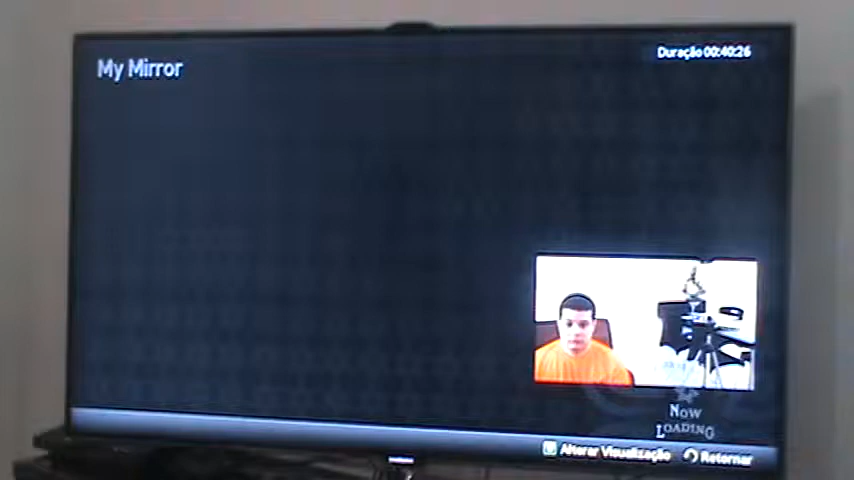 My Mirror
Duração 00:40:26
Now
Loading
Alterar Visualização
Retornar